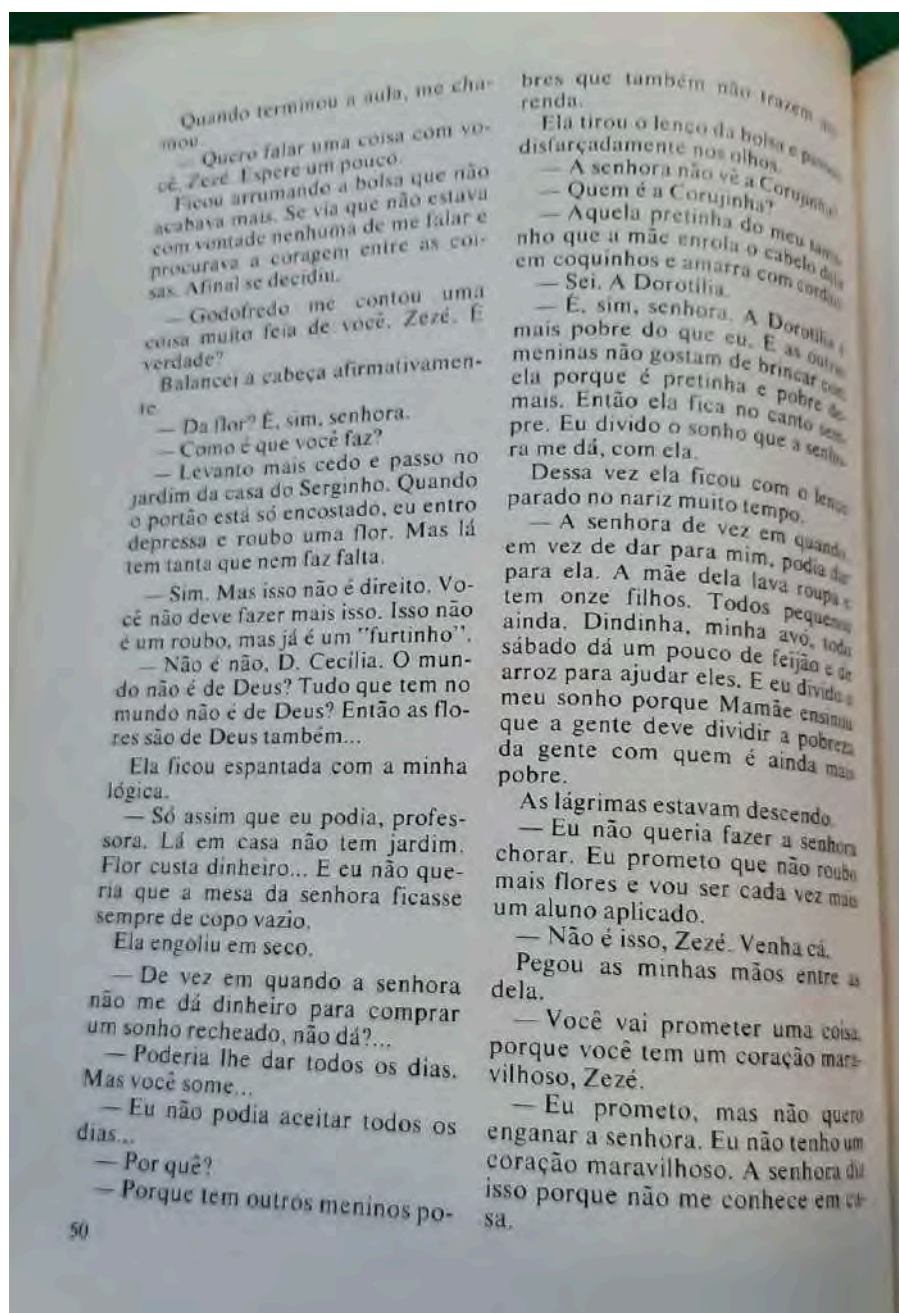 Quando terminou a aula, me cha-
mou.
— Quero falar uma coisa com vo-
cê, Zezé. Espere um pouco.
Ficou arrumando a bolsa que não
acabava mais. Se via que não estava
com vontade nenhuma de me falar e
procurava a coragem entre as coi-
sas. Afinal se decidiu.
— Godofredo me contou uma
coisa muito feia de você, Zezé. É
verdade?
Balancei a cabeça afirmativamen-
te.
— Da flor? É, sim, senhora.
— Como é que você faz?
— Levanto mais cedo e passo no
jardim da casa do Serginho. Quando
o portão está só encostado, eu entro
depressa e roubo uma flor. Mas lá
tem tanta que nem faz falta.
— Sim. Mas isso não é direito. Vo-
cê não deve fazer mais isso. Isso não
é um roubo, mas já é um "furtinho".
— Não é não, D. Cecília. O mun-
do não é de Deus? Tudo que tem no
mundo não é de Deus? Então as flo-
res são de Deus também...
Ela ficou espantada com a minha
lógica.
— Só assim que eu podia, profes-
sora. Lá em casa não tem jardim.
Flor custa dinheiro... E eu não que-
ria que a mesa da senhora ficasse
sempre de copo vazio.
Ela engoliu em seco.
— De vez em quando a senhora
não me dá dinheiro para comprar
um sonho recheado, não dá?...
— Poderia lhe dar todos os dias.
Mas você some...
— Eu não podia aceitar todos os
dias...
— Por quê?
— Porque tem outros meninos po-
50
bres que também não trazem
renda.
Ela tirou o lenço da bolsa e passou
disfarçadamente nos olhos.
— A senhora não vê a Corujinha?
— Quem é a Corujinha?
— Aquela pretinha do meu tama-
nho que a mãe enrola o cabelo dela
em coquinhos e amarra com cordão.
— Sei. A Dorotília.
— É, sim, senhora. A Dorotília é
mais pobre do que eu. E as outras
meninas não gostam de brincar com
ela porque é pretinha e pobre de-
mais. Então ela fica no canto sem-
pre. Eu divido o sonho que a senho-
ra me dá, com ela.
Dessa vez ela ficou com o lenço
parado no nariz muito tempo.
— A senhora de vez em quando,
em vez de dar para mim, podia dar
para ela. A mãe dela lava roupa e
tem onze filhos. Todos pequenos
ainda. Dindinha, minha avó, todo
sábado dá um pouco de feijão e de
arroz para ajudar eles. E eu divido o
meu sonho porque Mamãe ensinou
que a gente deve dividir a pobreza
da gente com quem é ainda mais
pobre.
As lágrimas estavam descendo.
— Eu não queria fazer a senhora
chorar. Eu prometo que não roubo
mais flores e vou ser cada vez mais
um aluno aplicado.
— Não é isso, Zezé. Venha cá.
Pegou as minhas mãos entre as
dela.
— Você vai prometer uma coisa,
porque você tem um coração mara-
vilhoso, Zezé.
— Eu prometo, mas não quero
enganar a senhora. Eu não tenho um
coração maravilhoso. A senhora diz
isso porque não me conhece em ca-
sa.